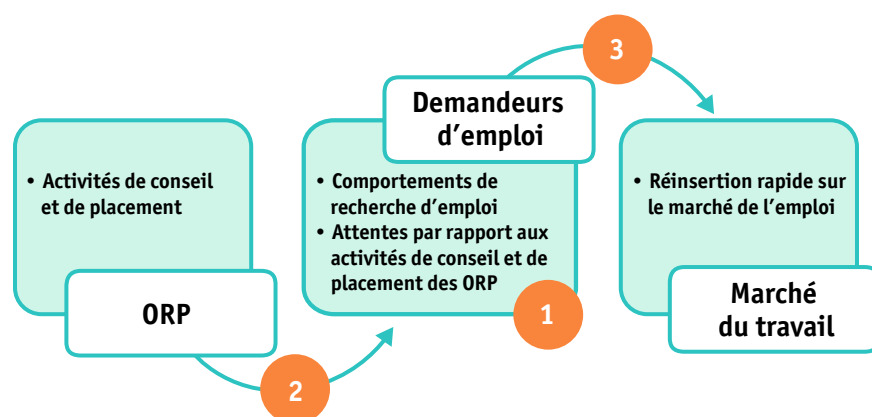 3
Demandeurs
d’emploi
• Activités de conseil
et de placement
ORP
• Comportements de
recherche d’emploi
• Attentes par rapport aux
activités de conseil et de
placement des ORP
1
2
• Réinsertion rapide sur
le marché de l’emploi
Marché
du travail